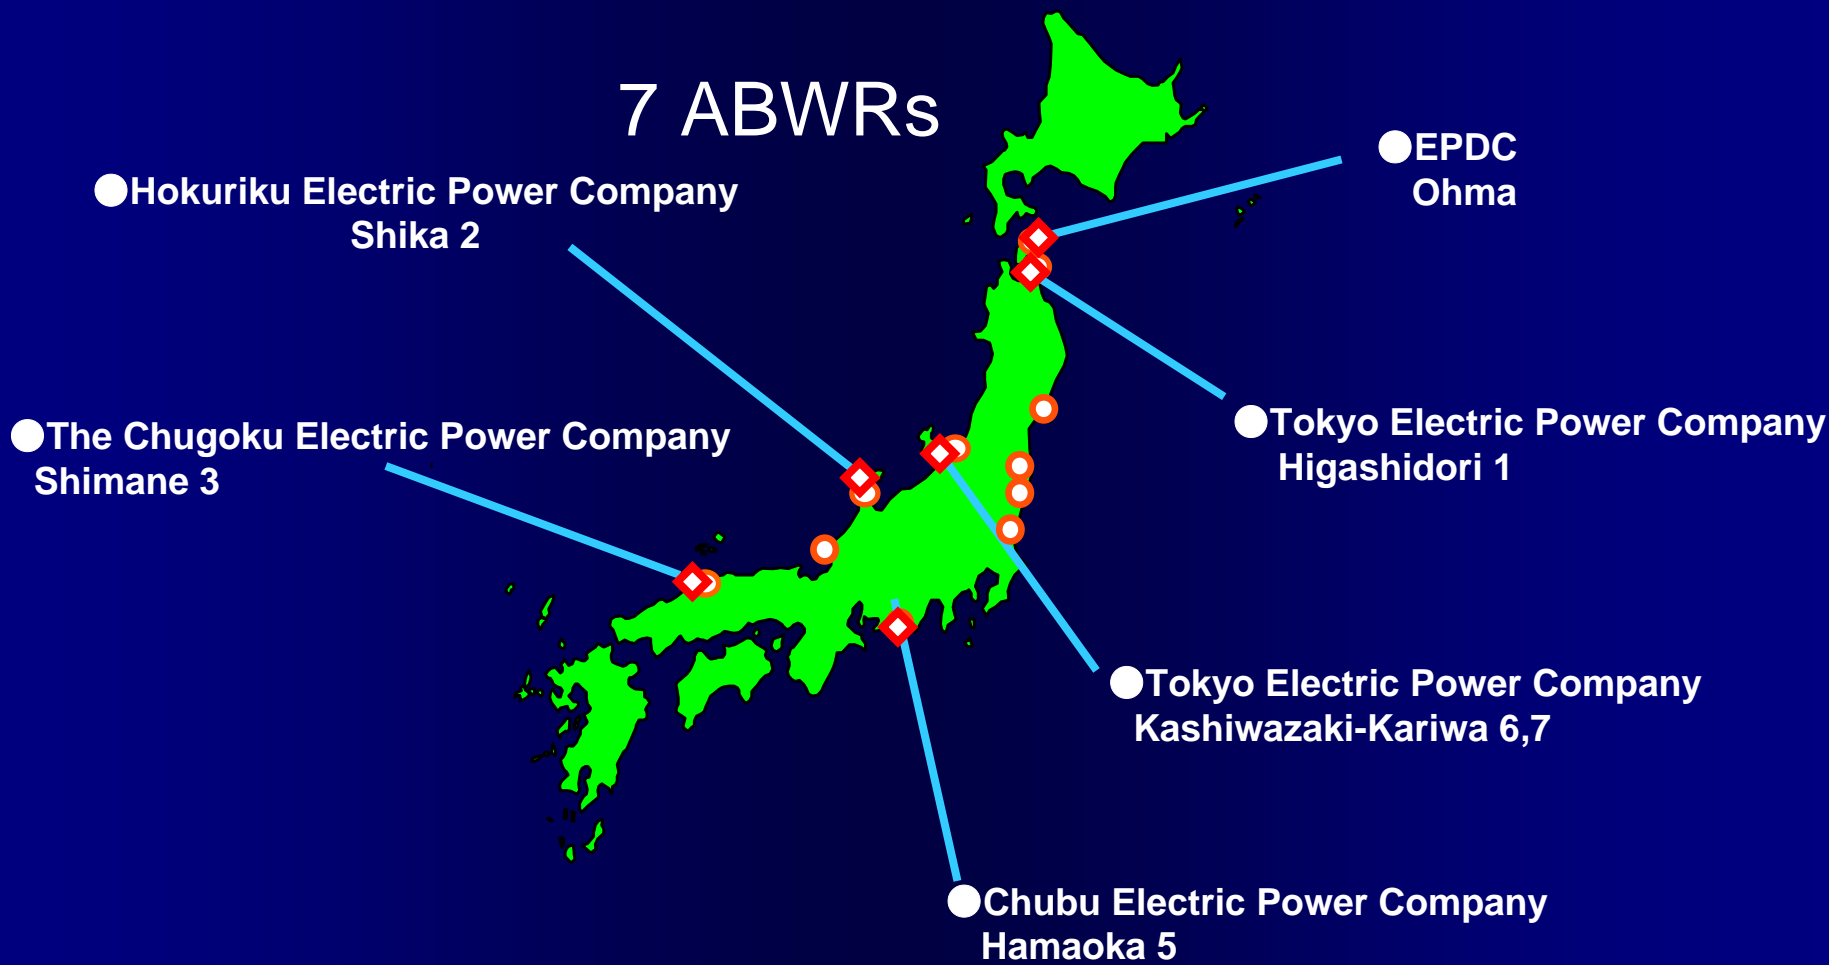 7 ABWRs
●EPDC
Ohma
●Hokuriku Electric Power Company
Shika 2
●Tokyo Electric Power Company
Higashidori 1
●The Chugoku Electric Power Company
Shimane 3
●Tokyo Electric Power Company
Kashiwazaki-Kariwa 6,7
●Chubu Electric Power Company
Hamaoka 5